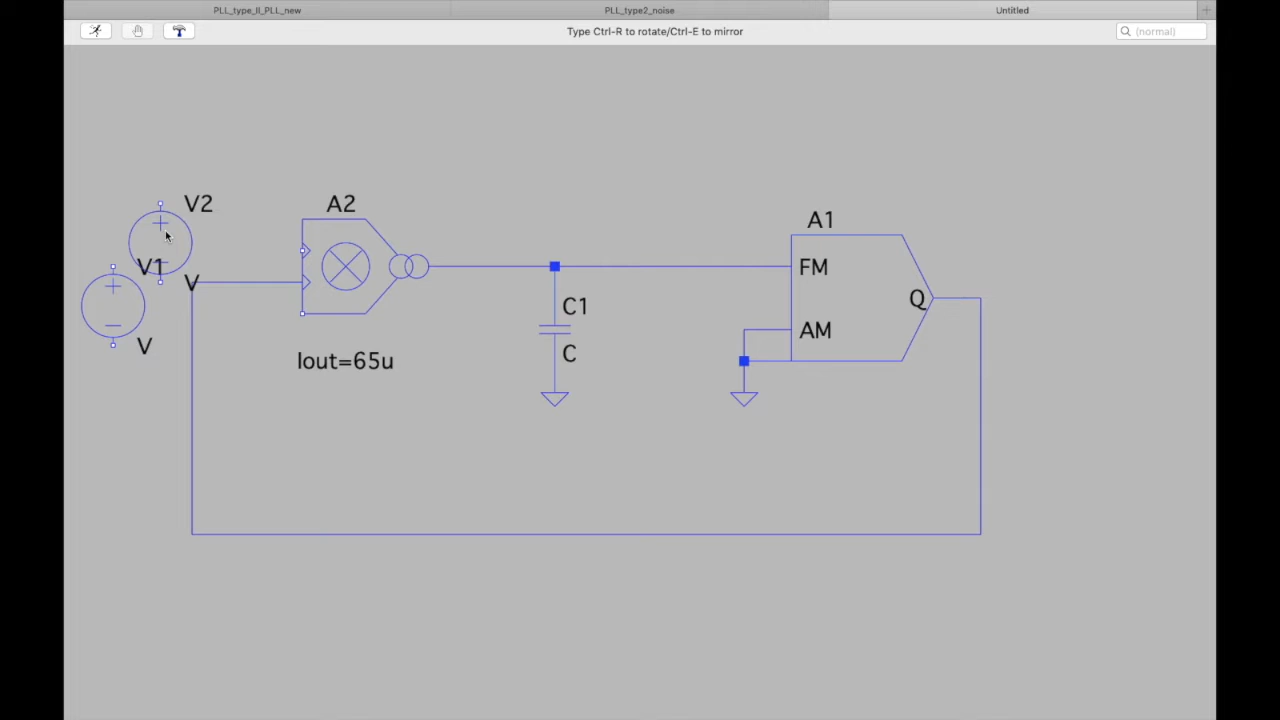 PLL_type_II_PLL_new
PLL_type2_noise
Untitled
Type Ctrl-R to rotate/Ctrl-E to mirror
(normal)
V2
A2
A1
V1
V
FM
C1
Q
AM
V
C
Iout=65u